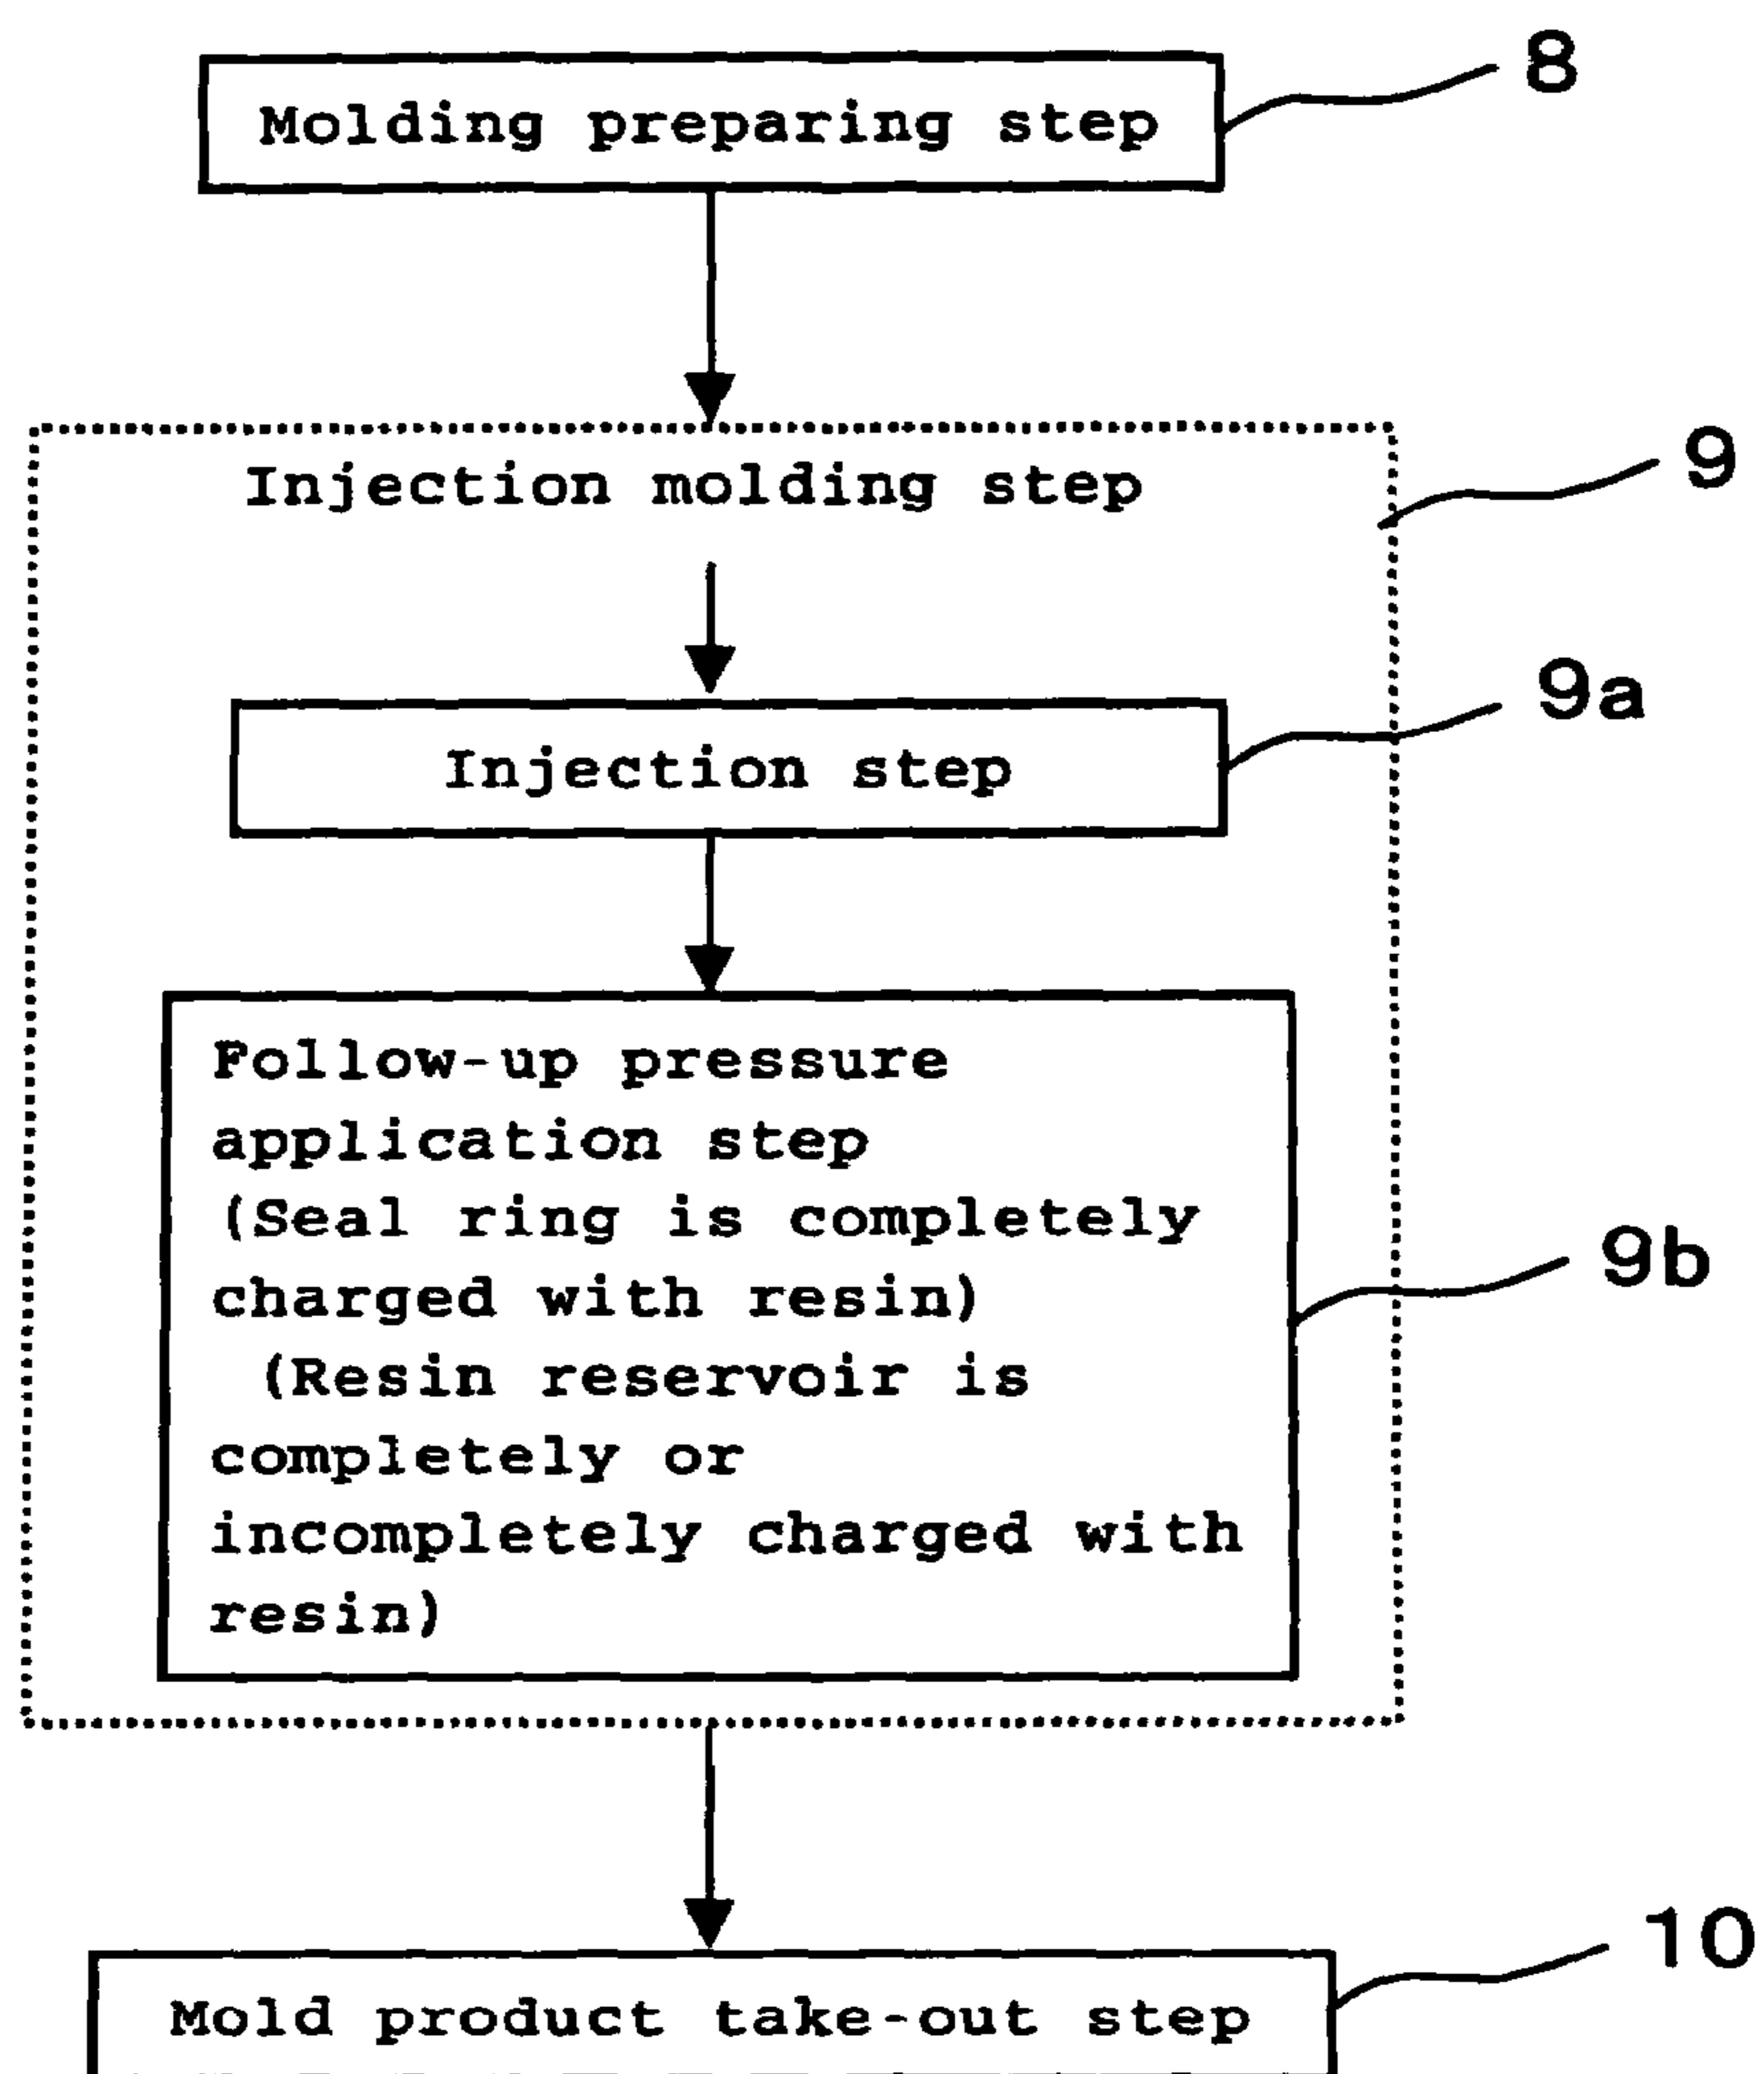 8
Molding preparing step
9
Injection molding step
9a
Injection step
Follow-up pressure
application step
(Seal ring is completely
charged with resin)
9b
(Resin reservoir is
completely or
incompletely charged with
resin)
10
Mold product take-out step